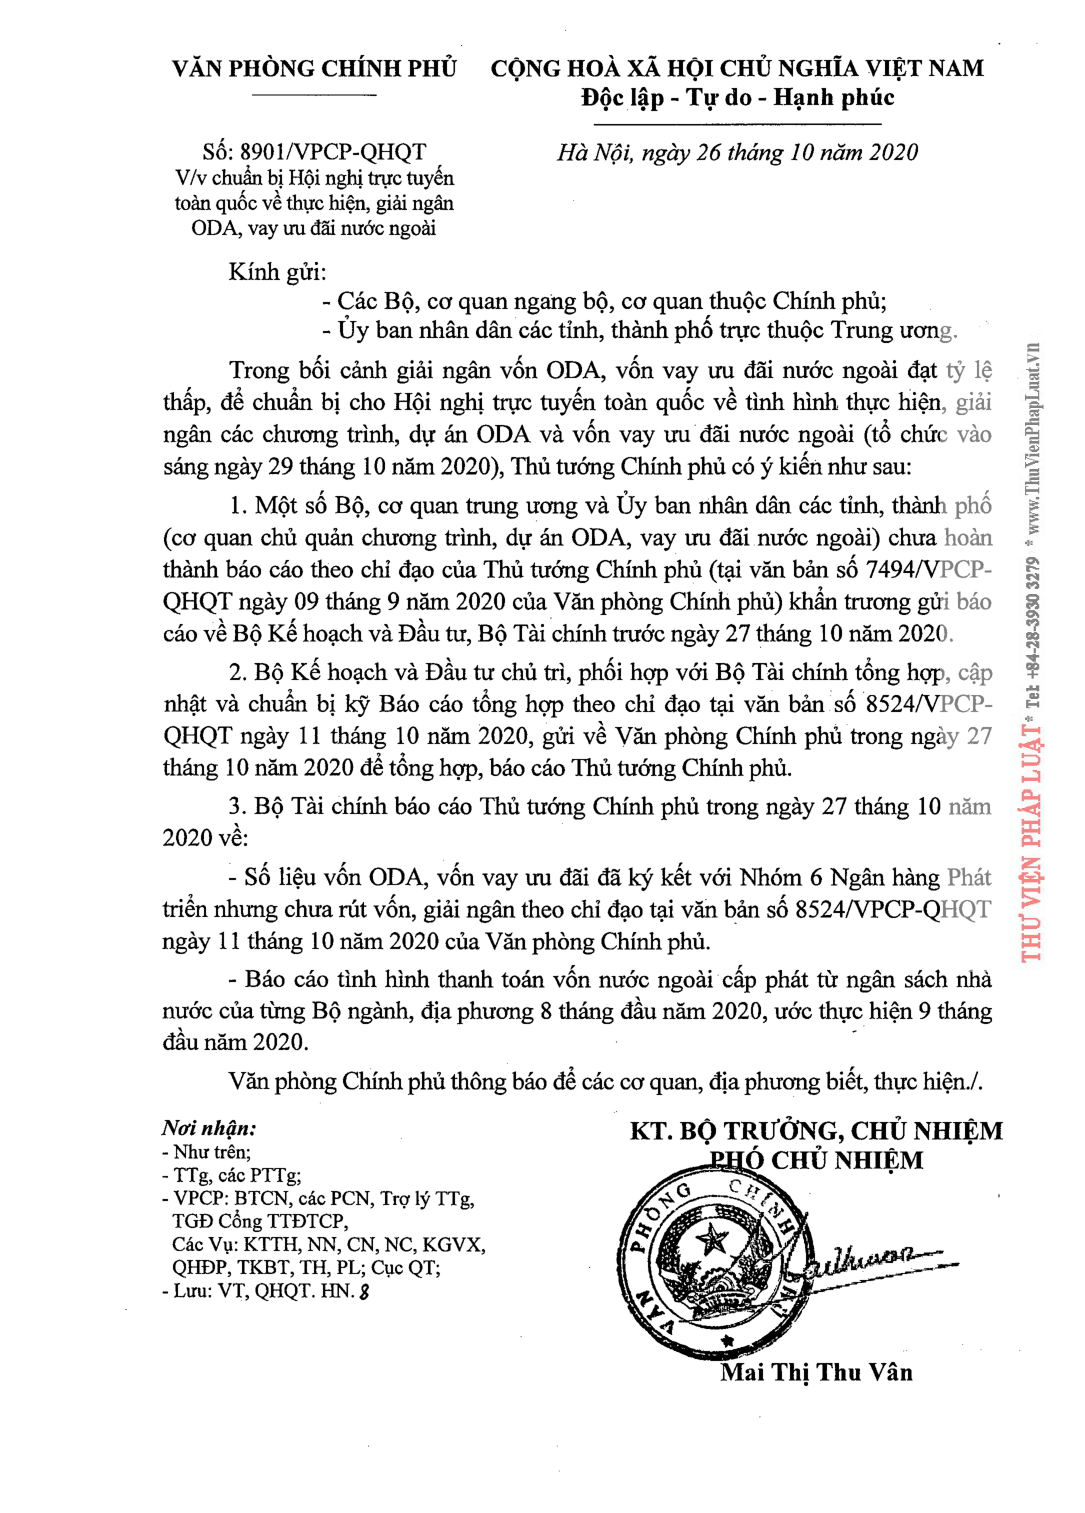 VĂN PHÒNG CHÍNH PHỦ
CỘNG HOÀ XÃ HỘI CHỦ NGHĨA VIỆT NAM
Độc lập - Tự do - Hạnh phúc
Số: 8901/VPCP-QHQT
V/v chuẩn bị Hội nghị trực tuyến
toàn quốc về thực hiện, giải ngân
ODA, vay ưu đãi nước ngoài
Hà Nội, ngày 26 tháng 10 năm 2020
Kính gửi:
- Các Bộ, cơ quan ngang bộ, cơ quan thuộc Chính phủ;
- Ủy ban nhân dân các tỉnh, thành phố trực thuộc Trung ương.
Trong bối cảnh giải ngân vốn ODA, vốn vay ưu đãi nước ngoài đạt tỷ lệ
thấp, để chuẩn bị cho Hội nghị trực tuyến toàn quốc về tình hình thực hiện, giải
ngân các chương trình, dự án ODA và vốn vay ưu đãi nước ngoài (tổ chức vào
sáng ngày 29 tháng 10 năm 2020), Thủ tướng Chính phủ có ý kiến như sau:
1. Một số Bộ, cơ quan trung ương và Ủy ban nhân dân các tỉnh, thành phố
(cơ quan chủ quản chương trình, dự án ODA, vay ưu đãi nước ngoài) chưa hoàn
thành báo cáo theo chỉ đạo của Thủ tướng Chính phủ (tại văn bản số 7494/VPCP-
QHQT ngày 09 tháng 9 năm 2020 của Văn phòng Chính phủ) khẩn trương gửi báo
cáo về Bộ Kế hoạch và Đầu tư, Bộ Tài chính trước ngày 27 tháng 10 năm 2020.
2. Bộ Kế hoạch và Đầu tư chủ trì, phối hợp với Bộ Tài chính tổng hợp, cập
nhật và chuẩn bị kỹ Báo cáo tổng hợp theo chỉ đạo tại văn bản số 8524/VPCP-
QHQT ngày 11 tháng 10 năm 2020, gửi về Văn phòng Chính phủ trong ngày 27
tháng 10 năm 2020 để tổng hợp, báo cáo Thủ tướng Chính phủ.
3. Bộ Tài chính báo cáo Thủ tướng Chính phủ trong ngày 27 tháng 10 năm
2020 về:
- Số liệu vốn ODA, vốn vay ưu đãi đã ký kết với Nhóm 6 Ngân hàng Phát
triển nhưng chưa rút vốn, giải ngân theo chỉ đạo tại văn bản số 8524/VPCP-QHQT
ngày 11 tháng 10 năm 2020 của Văn phòng Chính phủ.
- Báo cáo tình hình thanh toán vốn nước ngoài cấp phát từ ngân sách nhà
nước của từng Bộ ngành, địa phương 8 tháng đầu năm 2020, ước thực hiện 9 tháng
đầu năm 2020.
Văn phòng Chính phủ thông báo để các cơ quan, địa phương biết, thực hiện./.
Nơi nhận:
- Như trên;
- TTg, các PTTg;
- VPCP: BTCN, các PCN, Trợ lý TTg,
TGĐ Cổng TTĐTCP,
Các Vụ: KTTH, NN, CN, NC, KGVX,
QHĐP, TKBT, TH, PL; Cục QT;
- Lưu: VT, QHQT. HN. 8
KT. BỘ TRƯỞNG, CHỦ NHIỆM
PHÓ CHỦ NHIỆM
VĂN PHÒNG CHÍNH PHỦ
Mai Thị Thu Vân
THƯ VIỆN PHÁP LUẬT * Tel: +84-28-3930 3279 * www.ThuVienPhapLuat.vn